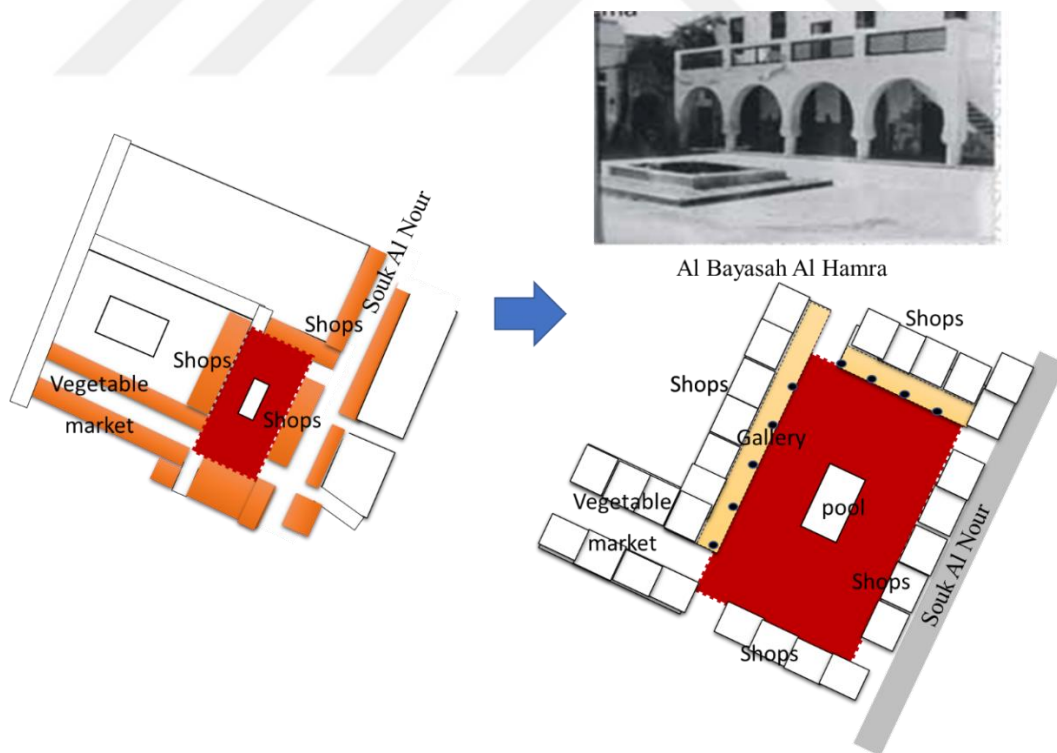 ma
Al Bayasah Al Hamra
Souk Al Nour
Shops
Shops
Vegetable
market
Shops
Shops
Shops
Gallery
Vegetable
market
pool
Shops
Shops
Souk Al Nour